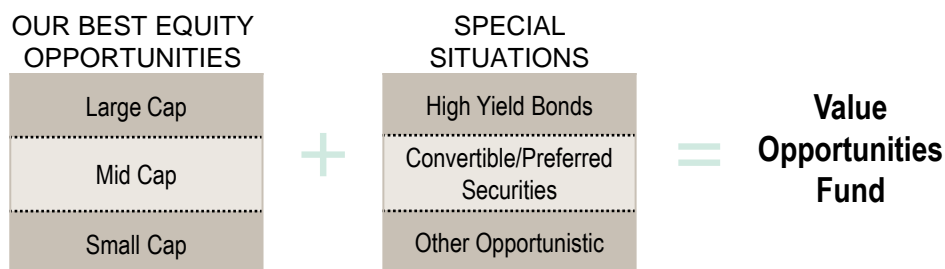 OUR BEST EQUITY
OPPORTUNITIES
Large Cap
Mid Cap
Small Cap
+
SPECIAL
SITUATIONS
High Yield Bonds
Convertible/Preferred
Securities
Other Opportunistic
=
Value
Opportunities
Fund